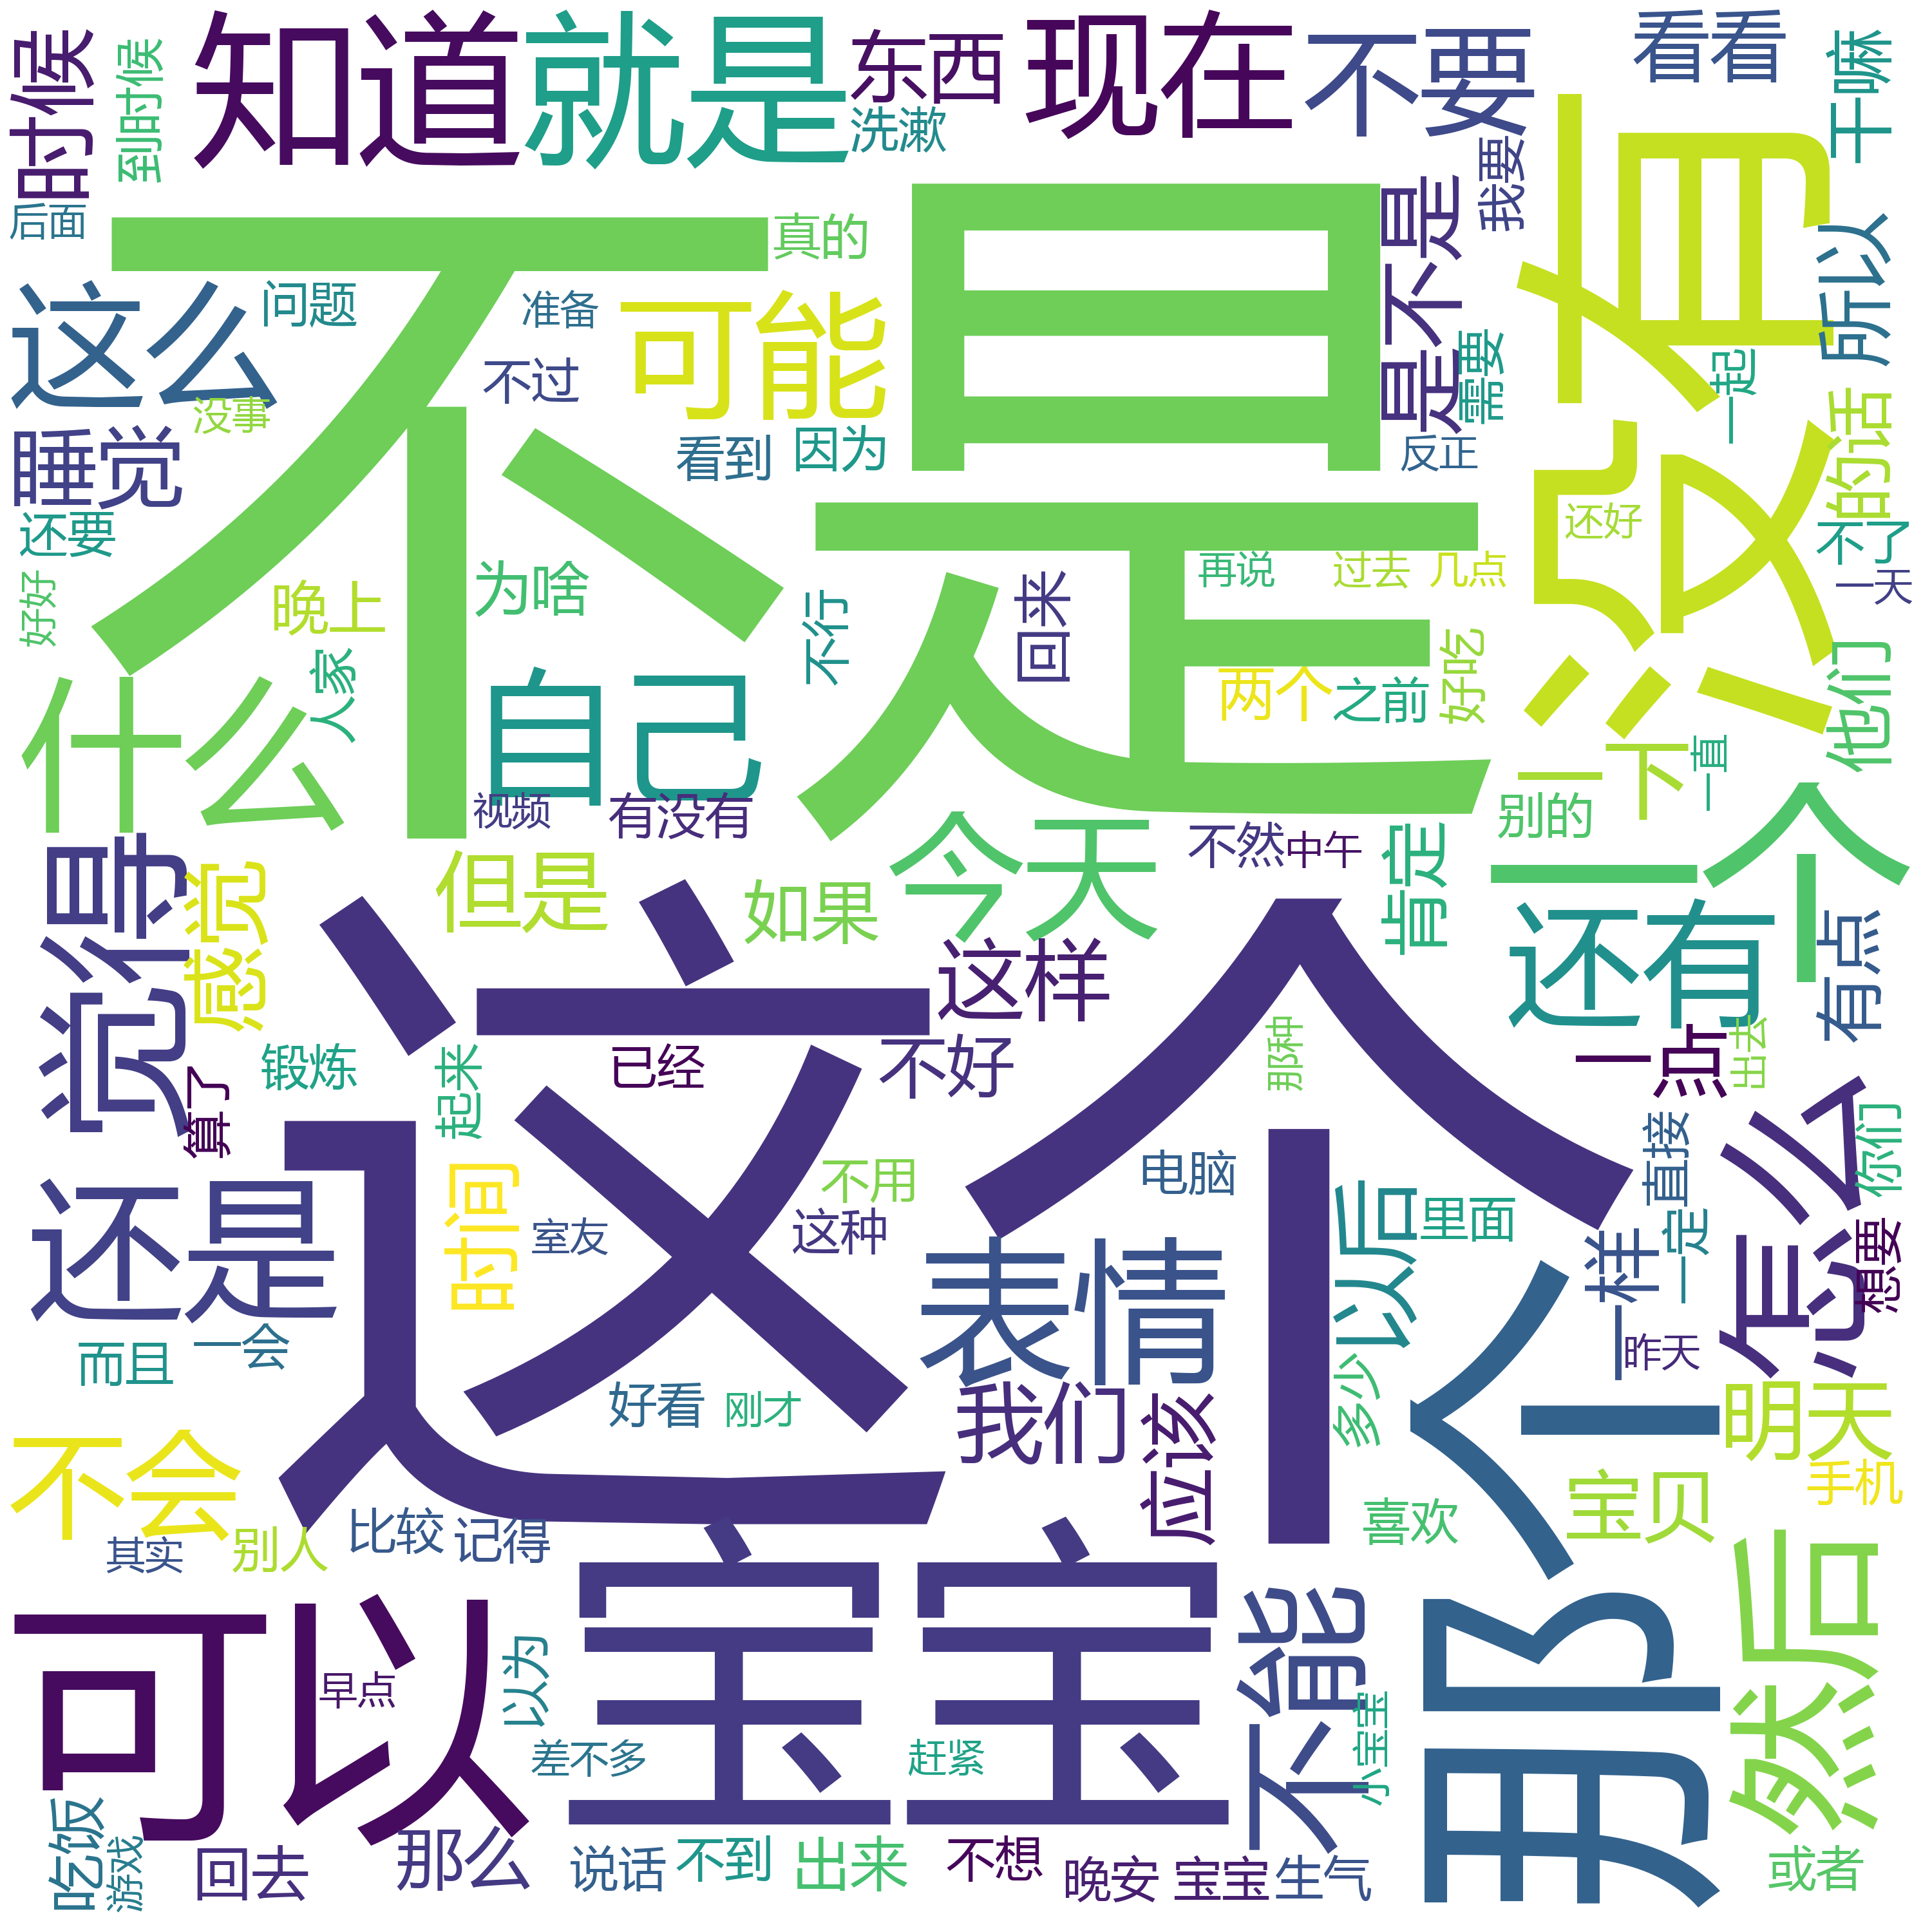 时候
到时候
知道
就是
东西
洗漱
现在
不要
看看
干嘛
后面
不是
真的
是不是
我要
没有
所以
这么
问题
准备
不过
可能
需要
一起
没事
看到
因为
反正
的话
睡觉
还要
还好
不了
一天
好好
晚上
为啥
不行
回来
再说
过去
几点
人家
什么
自己
两个
之前
好吃
他们
视频
有没有
一下
一直
别的
觉得
感觉
但是
如果
今天
不然
中午
肯定
一个
这个
这样
还有
有点
锻炼
起来
已经
不好
那种
一点
出去
算了
还是
时间
室友
不用
这种
电脑
以后
里面
直接
一定
一样
怎么
你们
想要
而且
一会
表情
昨天
好看
刚才
我们
应该
多少
那个
明天
手机
不会
其实
别人
比较
记得
喜欢
宝贝
然后
可以
早点
以为
宝宝
差不多
赶紧
不能
小宝宝
吃饭
游戏
回去
那么
说话
不到
出来
不想
晚安
宝宝
生气
或者